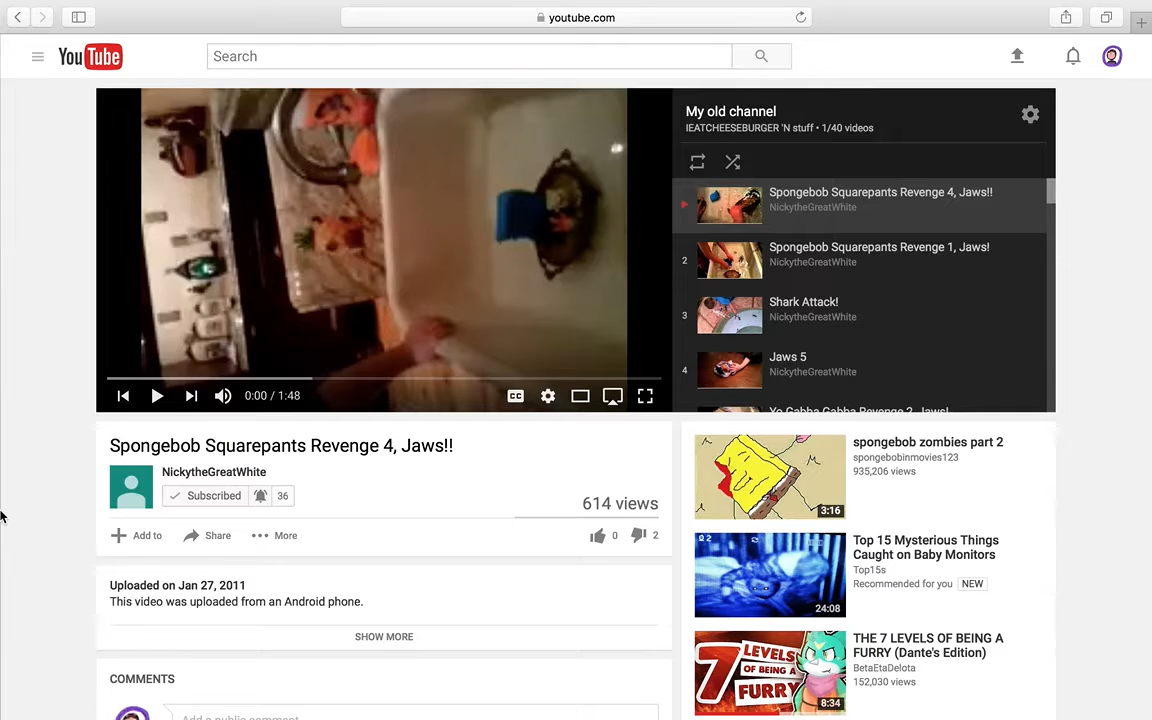 youtube.com
YouTube
Search
My old channel
IEATCHEESEBURGER 'N stuff • 1/40 videos
Spongebob Squarepants Revenge 4, Jaws!!
NickytheGreatWhite
2
Spongebob Squarepants Revenge 1, Jaws!
NickytheGreatWhite
3
Shark Attack!
NickytheGreatWhite
4
Jaws 5
NickytheGreatWhite
Yo Gabba Gabba Revenge 2, Jaws!
0:00 / 1:48
CC
Spongebob Squarepants Revenge 4, Jaws!!
NickytheGreatWhite
Subscribed 36
614 views
Add to Share More 0 2
Uploaded on Jan 27, 2011
This video was uploaded from an Android phone.
SHOW MORE
COMMENTS
Add a public comment...
spongebob zombies part 2
spongebobinmovies123
935,206 views
3:16
Top 15 Mysterious Things
Caught on Baby Monitors
Top15s
Recommended for you NEW
24:08
THE 7 LEVELS OF BEING A
FURRY (Dante's Edition)
BetaEtaDelota
152,030 views
7 LEVELS
OF BEING A
FURRY
8:34